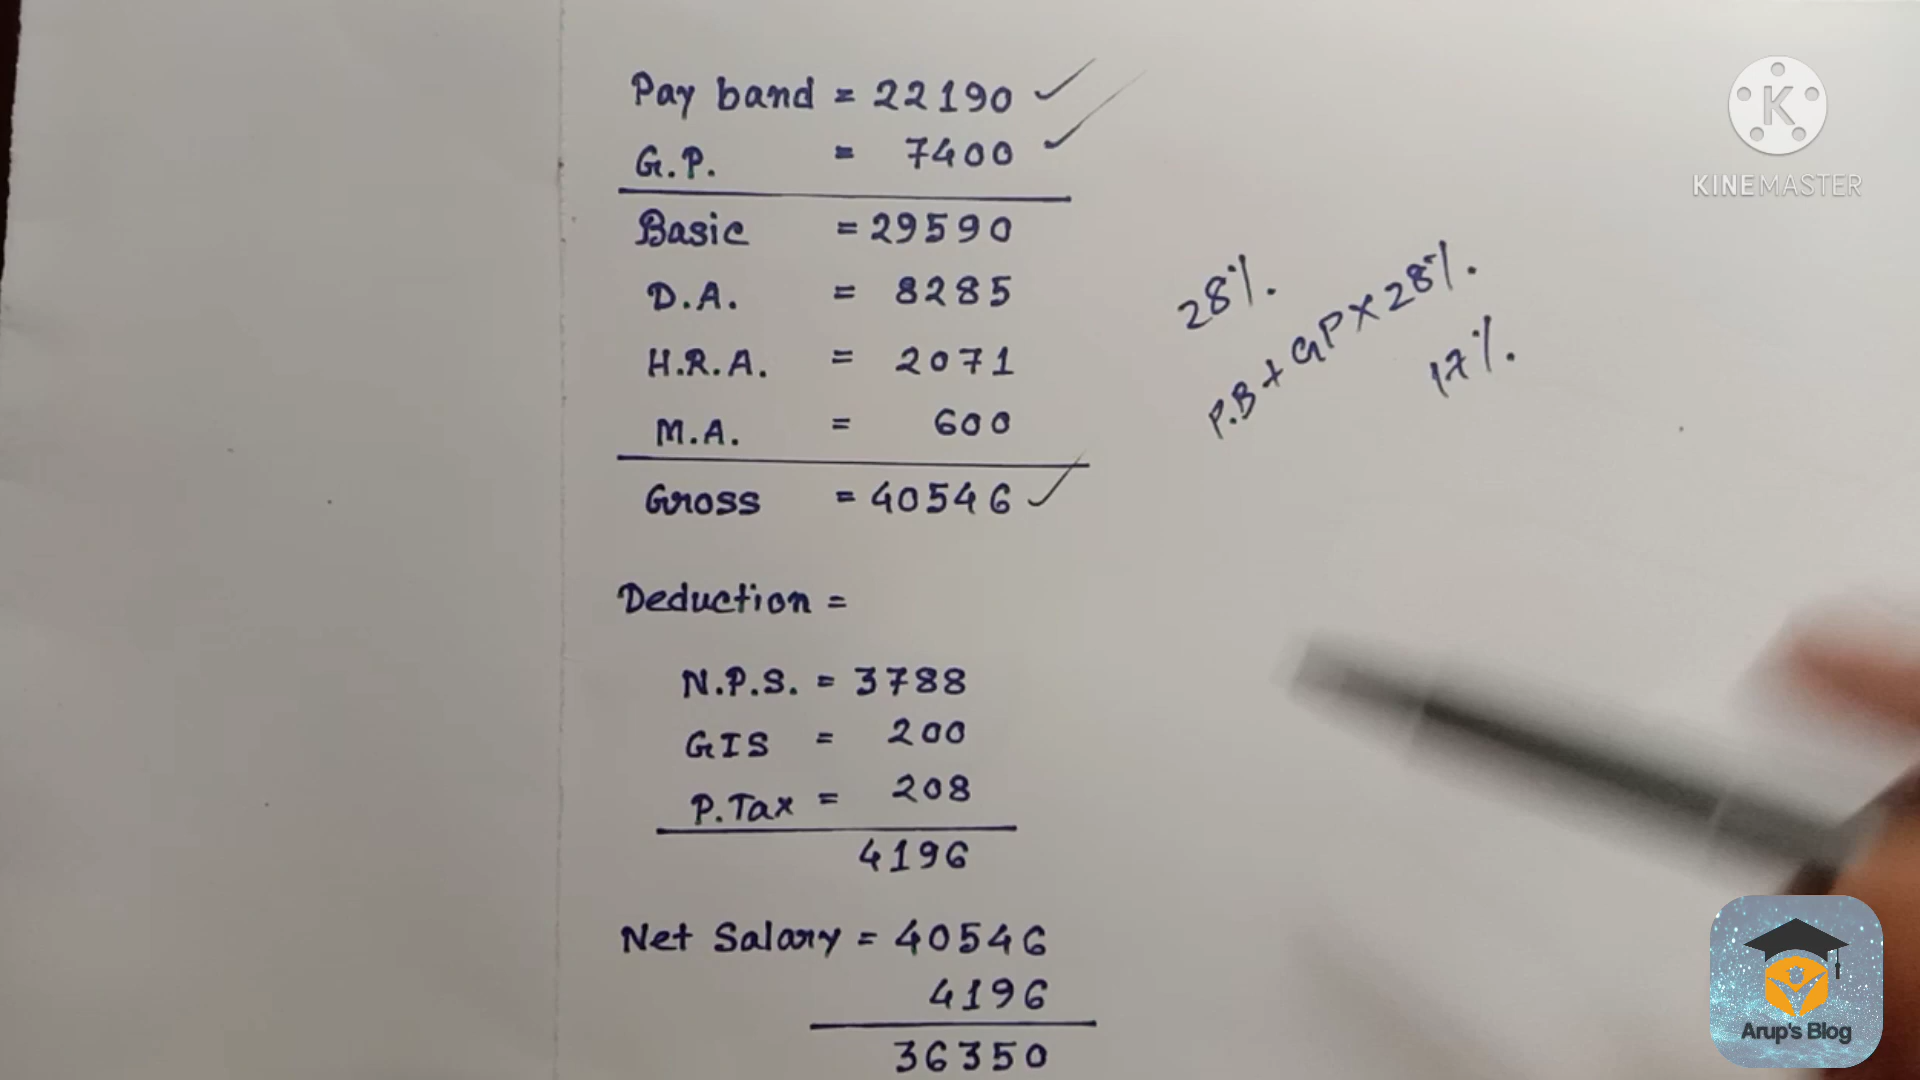 Pay band = 22190
G.P. = 7400
Basic = 29590
D.A. = 8285
H.R.A. = 2071
M.A. = 600
Gross = 40546
28%.
P.B + GP X 28%.
17%.
Deduction =
N.P.S. = 3788
GIS = 200
P.Tax = 208
4196
Net Salary = 40546
4196
36350
K
KINEMASTER
Arup's Blog